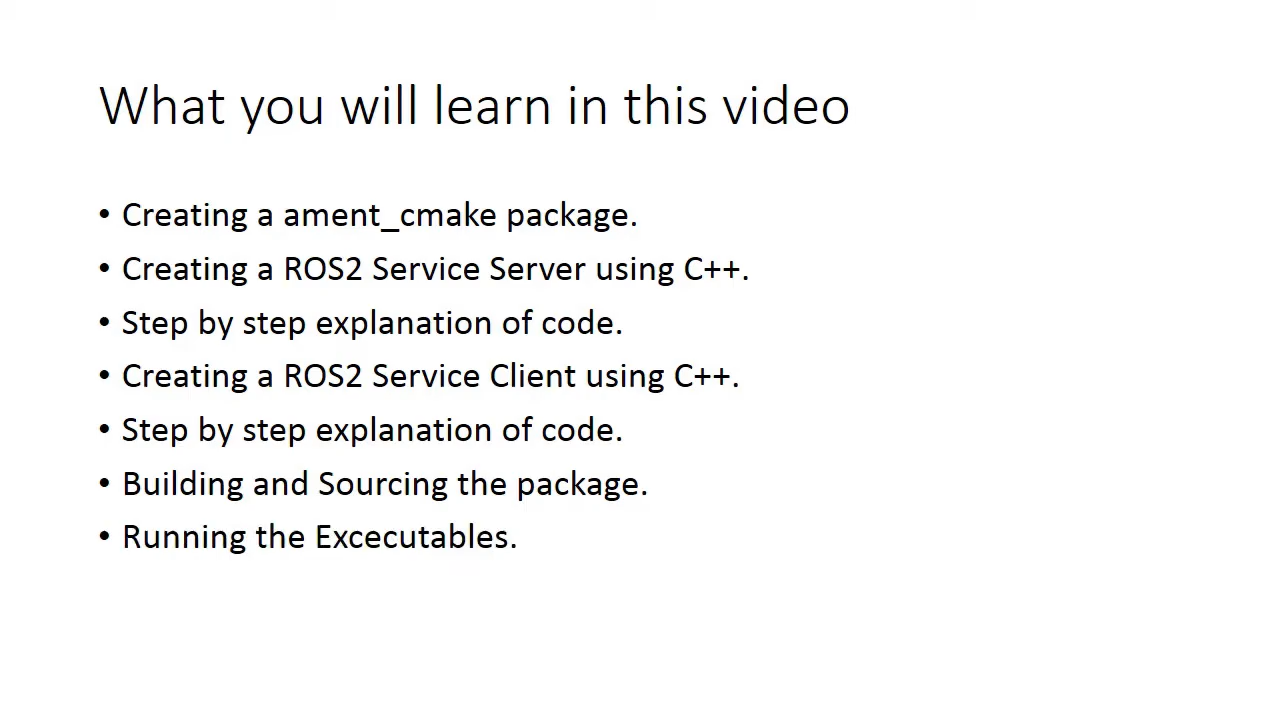 What you will learn in this video
• Creating a ament_cmake package.
• Creating a ROS2 Service Server using C++.
• Step by step explanation of code.
• Creating a ROS2 Service Client using C++.
• Step by step explanation of code.
• Building and Sourcing the package.
• Running the Excecutables.